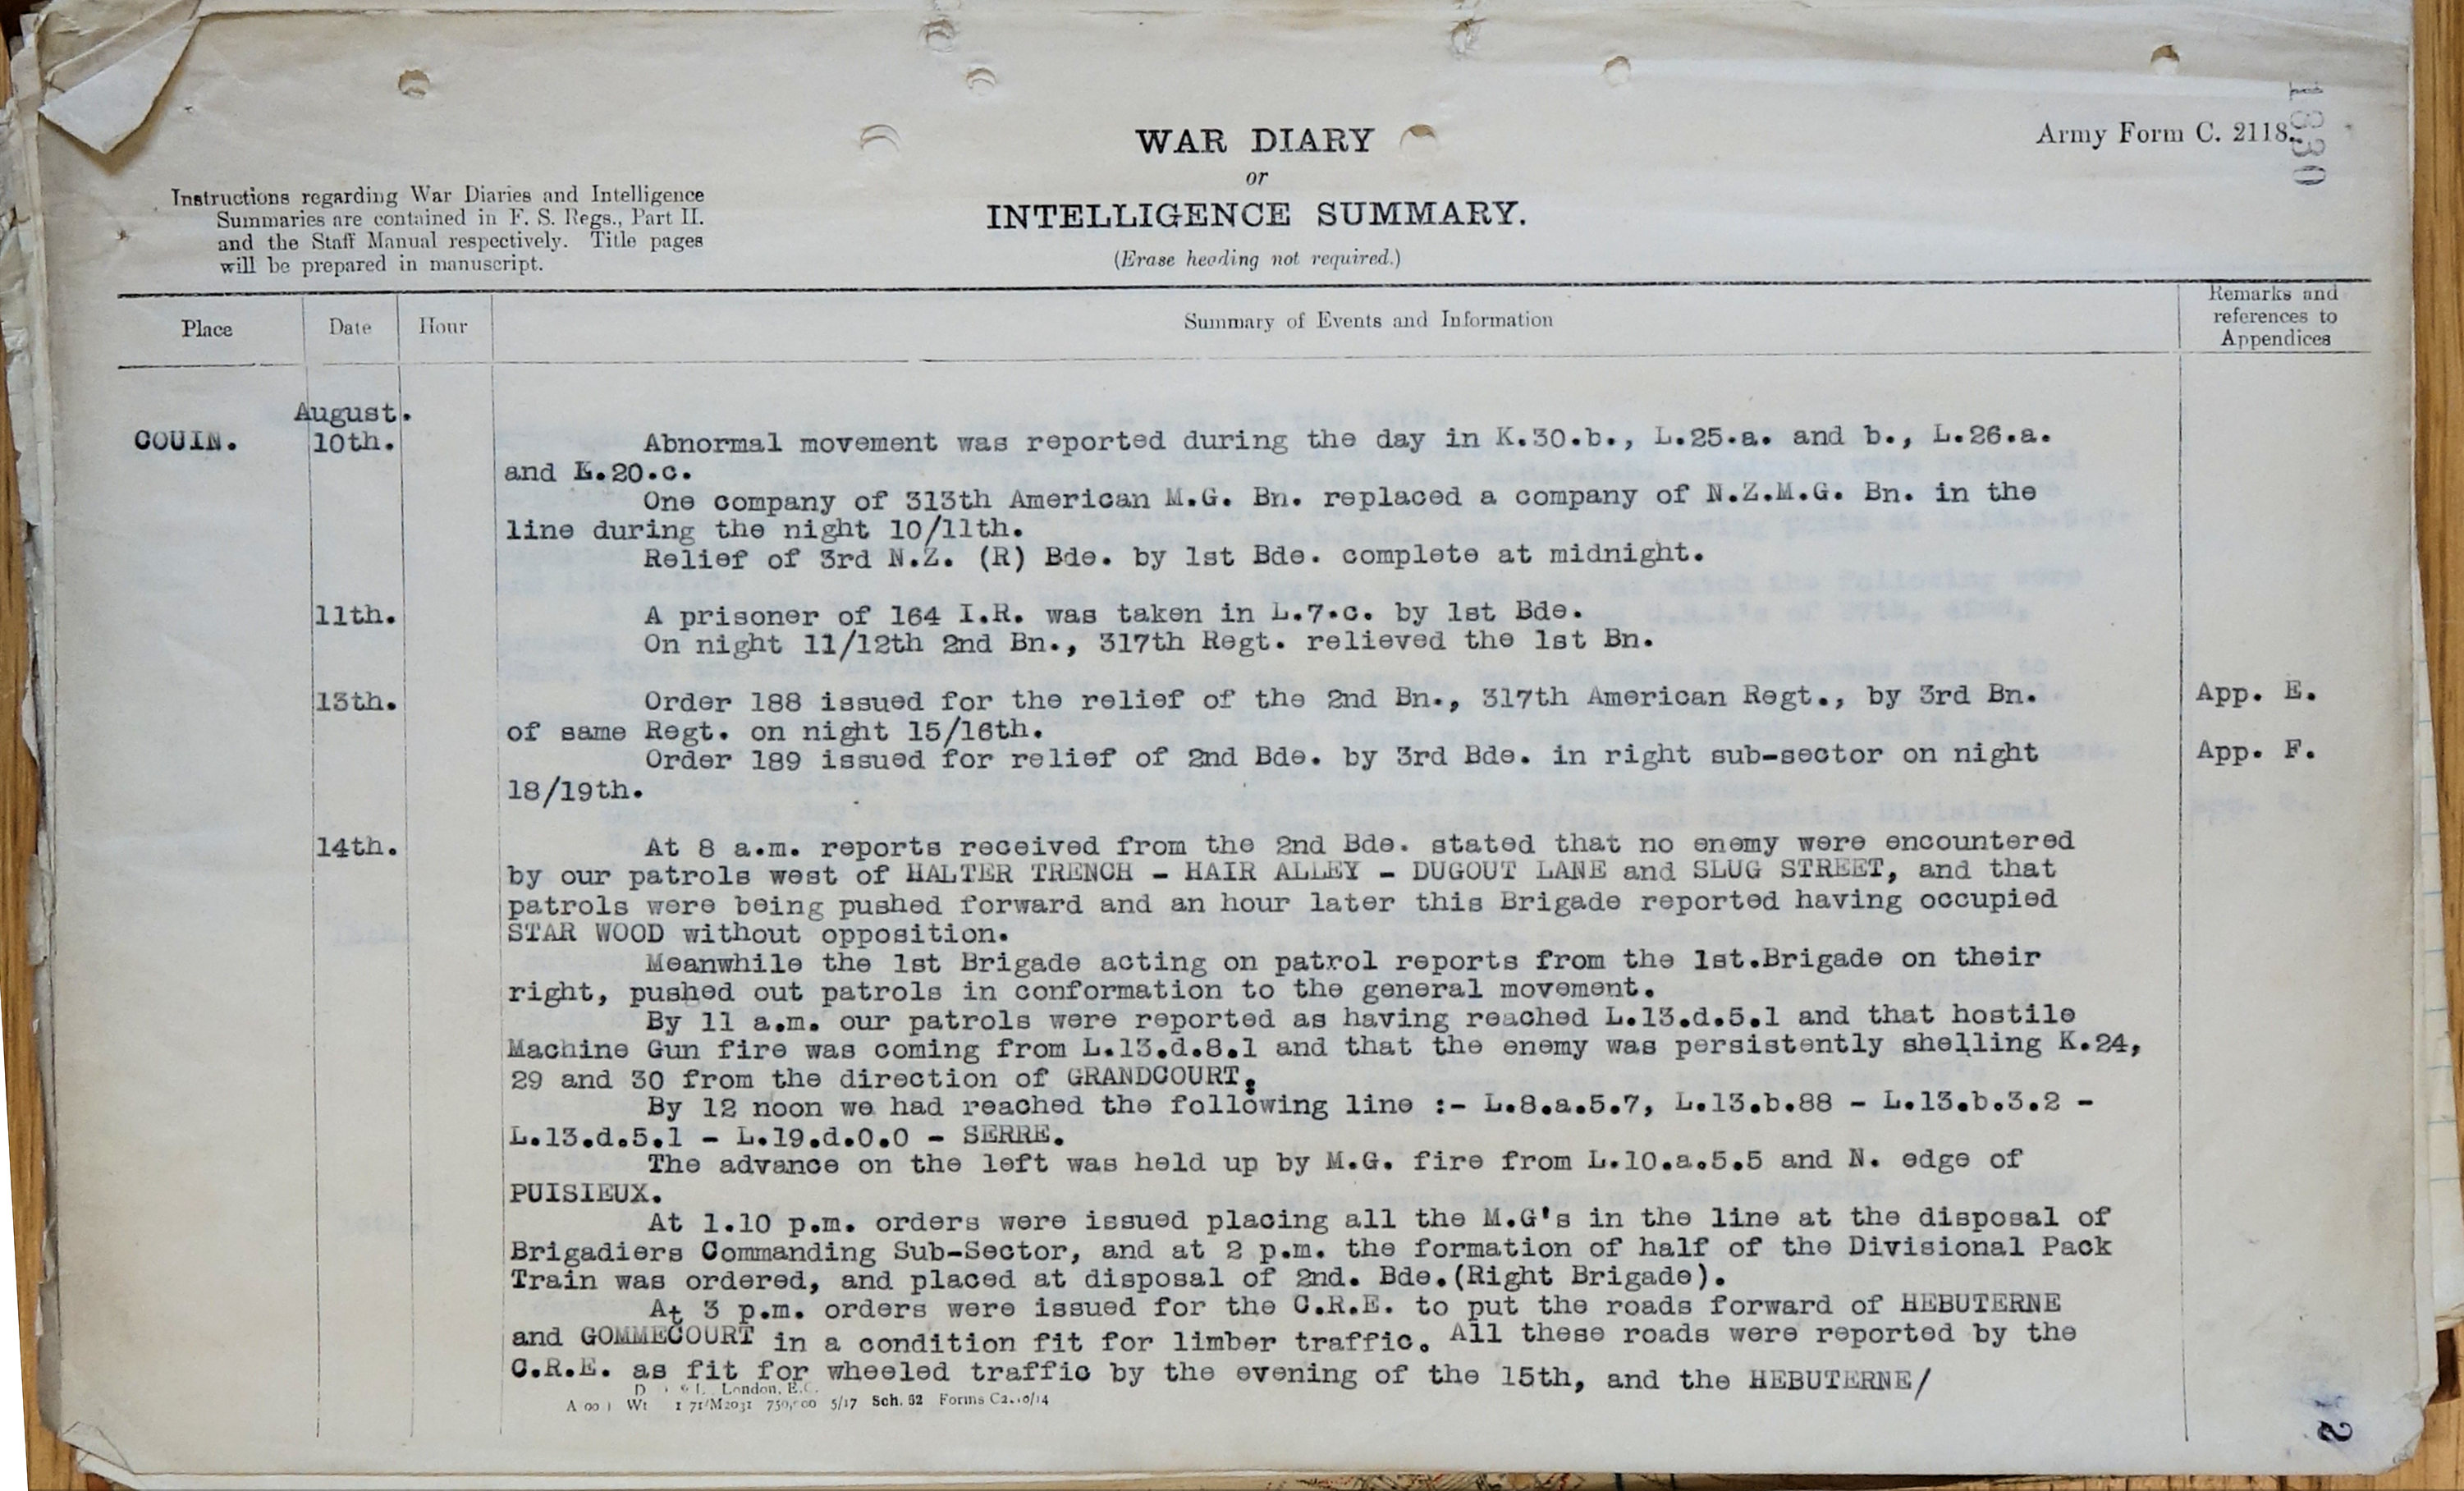 1830
WAR DIARY
Army Form C. 2118.
or
INTELLIGENCE SUMMARY.
(Erase heading not required.)
Instructions regarding War Diaries and Intelligence
Summaries are contained in F. S. Regs., Part II.
and the Staff Manual respectively. Title pages
will be prepared in manuscript.
Place
Date
Hour
Summary of Events and Information
Remarks and
references to
Appendices
August.
COUIN. 10th. Abnormal movement was reported during the day in K.30.b., L.25.a. and b., L.26.a.
and L.20.c.
One company of 313th American M.G. Bn. replaced a company of N.Z.M.G. Bn. in the
line during the night 10/11th.
Relief of 3rd N.Z. (R) Bde. by 1st Bde. complete at midnight.
11th. A prisoner of 164 I.R. was taken in L.7.c. by 1st Bde.
On night 11/12th 2nd Bn., 317th Regt. relieved the 1st Bn.
13th. Order 188 issued for the relief of the 2nd Bn., 317th American Regt., by 3rd Bn. App. E.
of same Regt. on night 15/16th.
Order 189 issued for relief of 2nd Bde. by 3rd Bde. in right sub-sector on night App. F.
18/19th.
14th. At 8 a.m. reports received from the 2nd Bde. stated that no enemy were encountered
by our patrols west of HALTER TRENCH - HAIR ALLEY - DUGOUT LANE and SLUG STREET, and that
patrols were being pushed forward and an hour later this Brigade reported having occupied
STAR WOOD without opposition.
Meanwhile the 1st Brigade acting on patrol reports from the 1st.Brigade on their
right, pushed out patrols in conformation to the general movement.
By 11 a.m. our patrols were reported as having reached L.13.d.5.1 and that hostile
Machine Gun fire was coming from L.13.d.8.1 and that the enemy was persistently shelling K.24,
29 and 30 from the direction of GRANDCOURT.
By 12 noon we had reached the following line :- L.8.a.5.7, L.13.b.88 - L.13.b.3.2 -
L.13.d.5.1 - L.19.d.0.0 - SERRE.
The advance on the left was held up by M.G. fire from L.10.a.5.5 and N. edge of
PUISIEUX.
At 1.10 p.m. orders were issued placing all the M.G's in the line at the disposal of
Brigadiers Commanding Sub-Sector, and at 2 p.m. the formation of half of the Divisional Pack
Train was ordered, and placed at disposal of 2nd. Bde.(Right Brigade).
At 3 p.m. orders were issued for the C.R.E. to put the roads forward of HEBUTERNE
and GOMMECOURT in a condition fit for limber traffic. All these roads were reported by the
C.R.E. as fit for wheeled traffic by the evening of the 15th, and the HEBUTERNE/
London, E.C.
5/17 Sch. 52 Forms
2